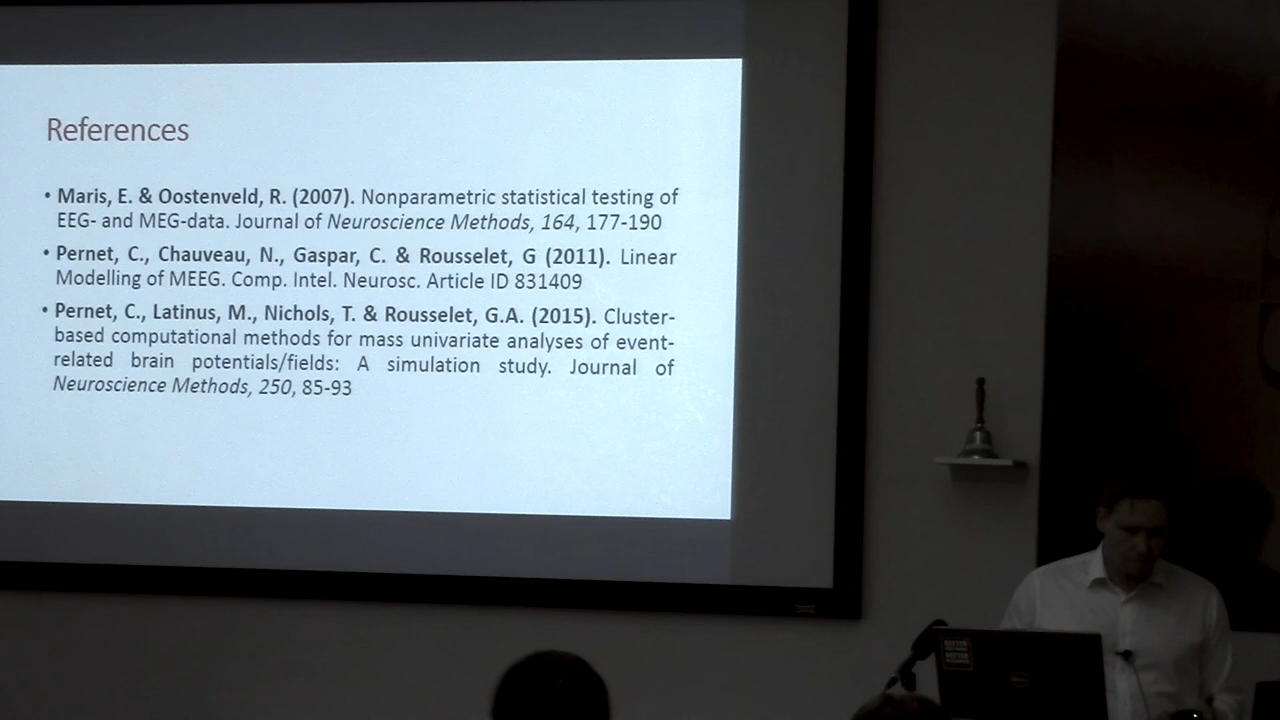 References
• Maris, E. & Oostenveld, R. (2007). Nonparametric statistical testing of
EEG- and MEG-data. Journal of Neuroscience Methods, 164, 177-190
• Pernet, C., Chauveau, N., Gaspar, C. & Rousselet, G (2011). Linear
Modelling of MEEG. Comp. Intel. Neurosc. Article ID 831409
• Pernet, C., Latinus, M., Nichols, T. & Rousselet, G.A. (2015). Cluster-
based computational methods for mass univariate analyses of event-
related brain potentials/fields: A simulation study. Journal of
Neuroscience Methods, 250, 85-93
BETTER
BETTER
DELL